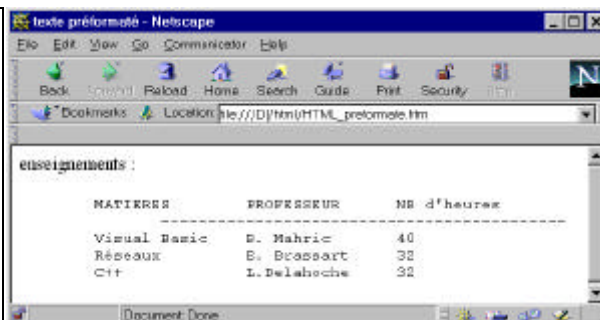 texte préformaté - Netscape
File Edit View Go Communicator Help
Back Reload Home Search Guide Print Security
Bookmarks Location: file:///D|/html/HTML_preformate.htm
N
enseignements :
MATIERES PROFESSEUR NB d'heures
------------------------------------------------
Visual Basic B. Mahric 40
Réseaux B. Brassart 32
C++ L.Delahoche 32
Document: Done